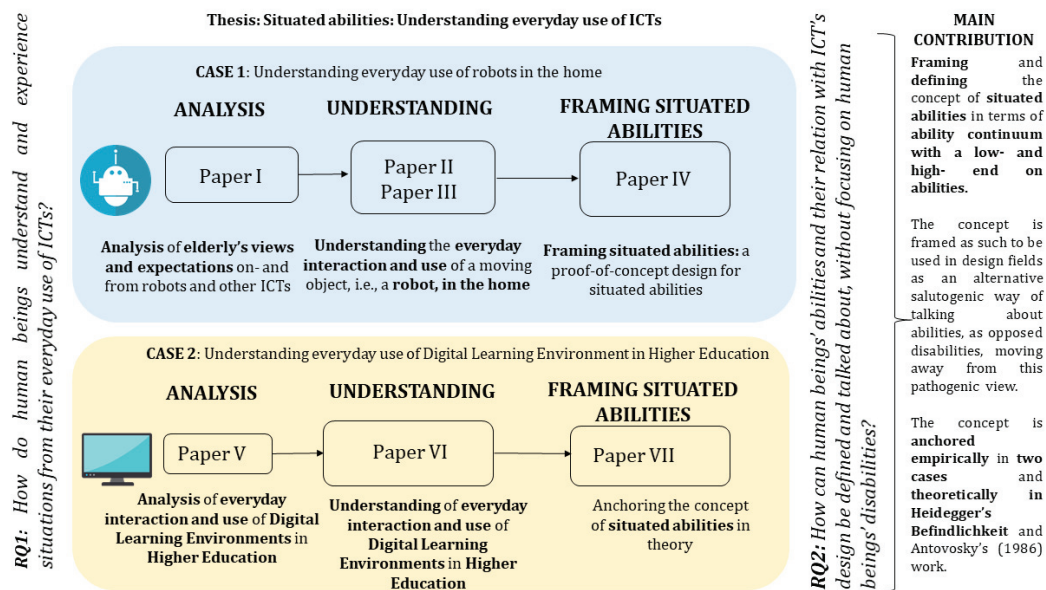 Thesis: Situated abilities: Understanding everyday use of ICTs
RQ1: How do human beings understand and experience
situations from their everyday use of ICTs?
CASE 1: Understanding everyday use of robots in the home
ANALYSIS
UNDERSTANDING
FRAMING SITUATED
ABILITIES
Paper I
Paper II
Paper III
Paper IV
Analysis of elderly's views
and expectations on- and
from robots and other ICTs
Understanding the everyday
interaction and use of a moving
object, i.e., a robot, in the home
Framing situated abilities: a
proof-of-concept design for
situated abilities
CASE 2: Understanding everyday use of Digital Learning Environment in Higher Education
ANALYSIS
UNDERSTANDING
FRAMING SITUATED
ABILITIES
Paper V
Paper VI
Paper VII
Analysis of everyday
interaction and use of Digital
Learning Environments in
Higher Education
Understanding of everyday
interaction and use of
Digital Learning
Environments in Higher
Education
Anchoring the concept
of situated abilities in
theory
RQ2: How can human beings' abilities and their relation with ICT's
design be defined and talked about, without focusing on human
beings' disabilities?
MAIN
CONTRIBUTION
Framing and
defining the
concept of situated
abilities in terms of
ability continuum
with a low- and
high- end on
abilities.
The concept is
framed as such to be
used in design fields
as an alternative
salutogenic way of
talking about
abilities, as opposed
disabilities, moving
away from this
pathogenic view.
The concept is
anchored
empirically in two
cases and
theoretically in
Heidegger's
Befindlichkeit and
Antovosky's (1986)
work.